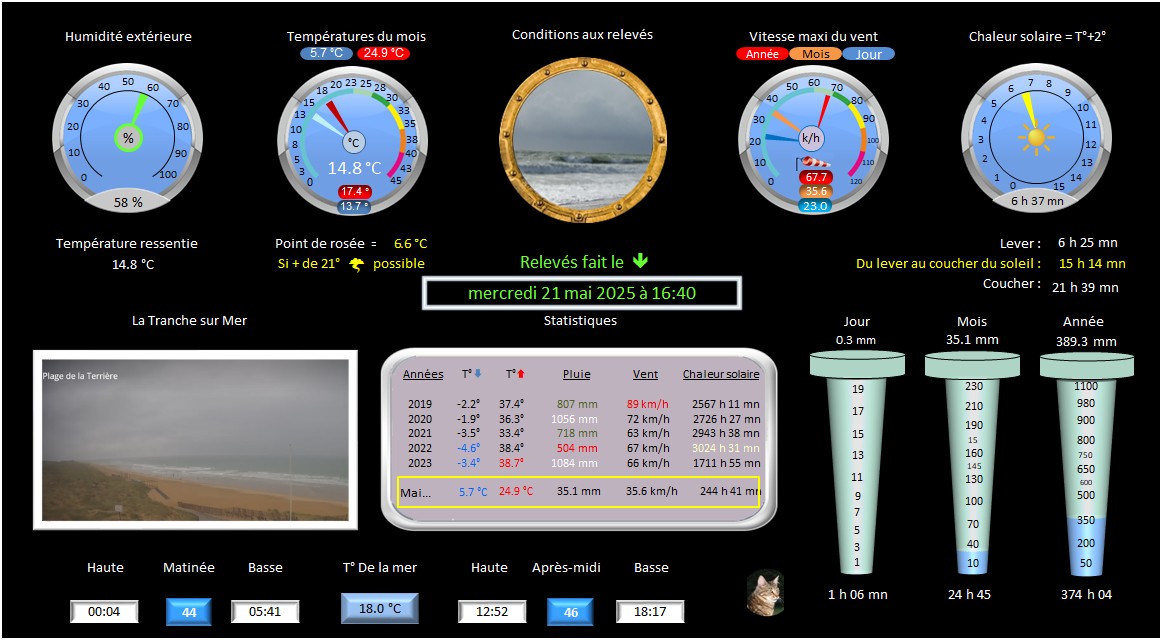 Humidité extérieure
Températures du mois
5.7 °C 24.9 °C
Conditions aux relevés
Vitesse maxi du vent
Année Mois Jour
Chaleur solaire = T°+2°
0 10 20 30 40 50 60 70 80 90 100
%
58 %
0 3 5 8 10 13 15 18 20 23 25 28 30 33 35 38 40 43 45
°C
14.8 °C
17.4 °
13.7 °
0 10 20 30 40 50 60 70 80 90 100 110 120
k/h
67.7
35.6
23.0
0 1 2 3 4 5 6 7 8 9 10 11 12 13 14 15
6 h 37 mn
Température ressentie
14.8 °C
Point de rosée = 6.6 °C
Si + de 21° possible
Relevés fait le
mercredi 21 mai 2025 à 16:40
Lever : 6 h 25 mn
Du lever au coucher du soleil : 15 h 14 mn
Coucher : 21 h 39 mn
La Tranche sur Mer
Plage de la Terrière
Statistiques
Années T° T° Pluie Vent Chaleur solaire
2019 -2.2° 37.4° 807 mm 89 km/h 2567 h 11 mn
2020 -1.9° 36.3° 1056 mm 72 km/h 2726 h 27 mn
2021 -3.5° 33.4° 718 mm 63 km/h 2943 h 38 mn
2022 -4.6° 38.4° 504 mm 67 km/h 3024 h 31 mn
2023 -3.4° 38.7° 1084 mm 66 km/h 1711 h 55 mn
Mai... 5.7 °C 24.9 °C 35.1 mm 35.6 km/h 244 h 41 mn
Jour
0.3 mm
19
17
15
13
11
9
7
5
3
1
1 h 06 mn
Mois
35.1 mm
230
210
190
15
160
145
130
100
70
40
10
24 h 45
Année
389.3 mm
1100
980
900
800
750
650
600
500
350
200
50
374 h 04
Haute Matinée Basse
00:04 44 05:41
T° De la mer
18.0 °C
Haute Après-midi Basse
12:52 46 18:17